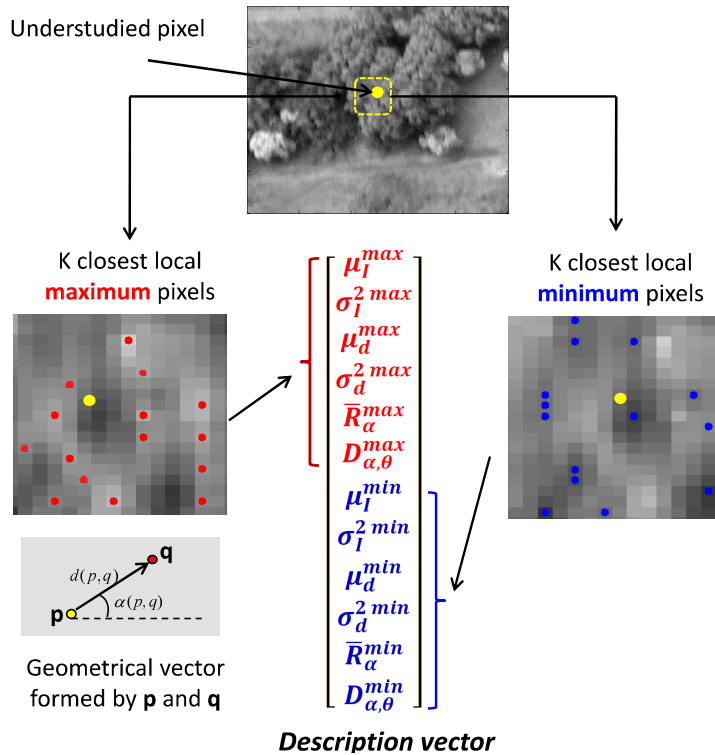 Understudied pixel
K closest local
maximum pixels
μ_I^max
σ_I^2 max
μ_d^max
σ_d^2 max
R̅_α^max
D_α,θ^max
μ_I^min
σ_I^2 min
μ_d^min
σ_d^2 min
R̅_α^min
D_α,θ^min
K closest local
minimum pixels
q
d(p,q)
α(p,q)
p
Geometrical vector
formed by p and q
Description vector